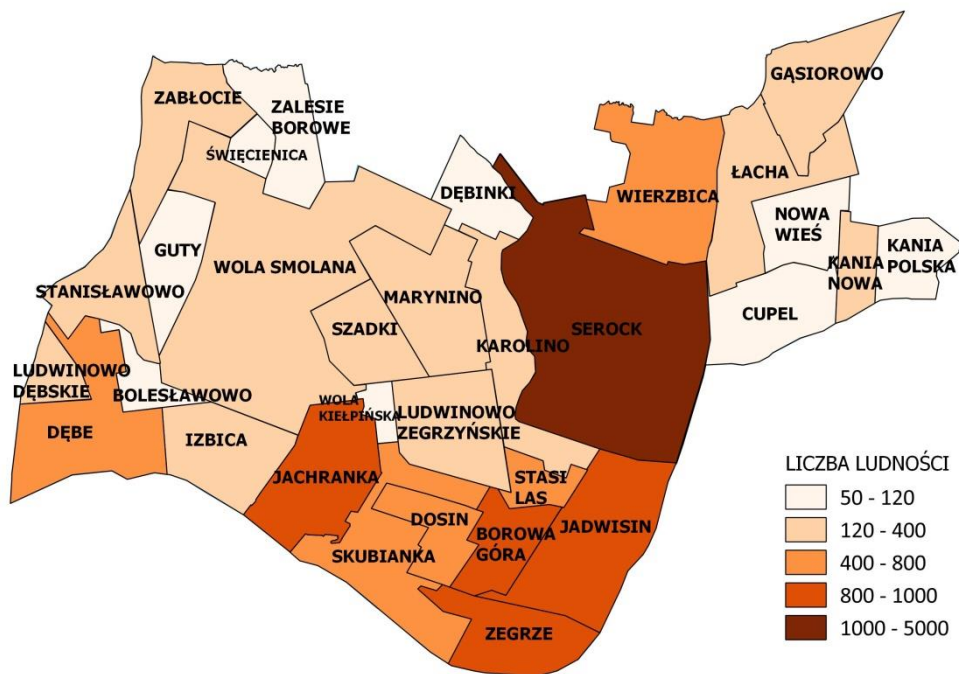 GĄSIOROWO
ZABŁOCIE
ZALESIE
BOROWE
ŚWIĘCIENICA
ŁACHA
DĘBINKI
WIERZBICA
NOWA
WIEŚ
GUTY
KANIA
POLSKA
WOLA SMOLANA
KANIA
NOWA
STANISŁAWOWO
MARYNINO
CUPEL
SZADKI
SEROCK
KAROLINO
LUDWINOWO
DĘBSKIE
BOLESŁAWOWO
WOLA
KIEŁPIŃSKA
LUDWINOWO
ZEGRZYŃSKIE
DĘBE
IZBICA
JACHRANKA
STASI
LAS
DOSIN
BOROWA
GÓRA
JADWISIN
SKUBIANKA
ZEGRZE
LICZBA LUDNOŚCI
50 - 120
120 - 400
400 - 800
800 - 1000
1000 - 5000